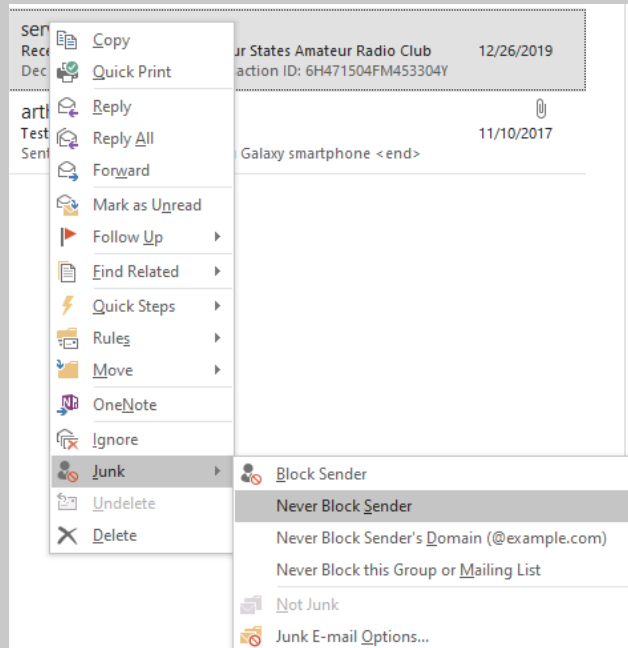 ser
Rece ur States Amateur Radio Club 12/26/2019
Dec action ID: 6H471504FM453304Y
art
Test 11/10/2017
Sent Galaxy smartphone <end>
Copy
Quick Print
Reply
Reply All
Forward
Mark as Unread
Follow Up
Find Related
Quick Steps
Rules
Move
OneNote
Ignore
Junk
Undelete
Delete
Block Sender
Never Block Sender
Never Block Sender's Domain (@example.com)
Never Block this Group or Mailing List
Not Junk
Junk E-mail Options...